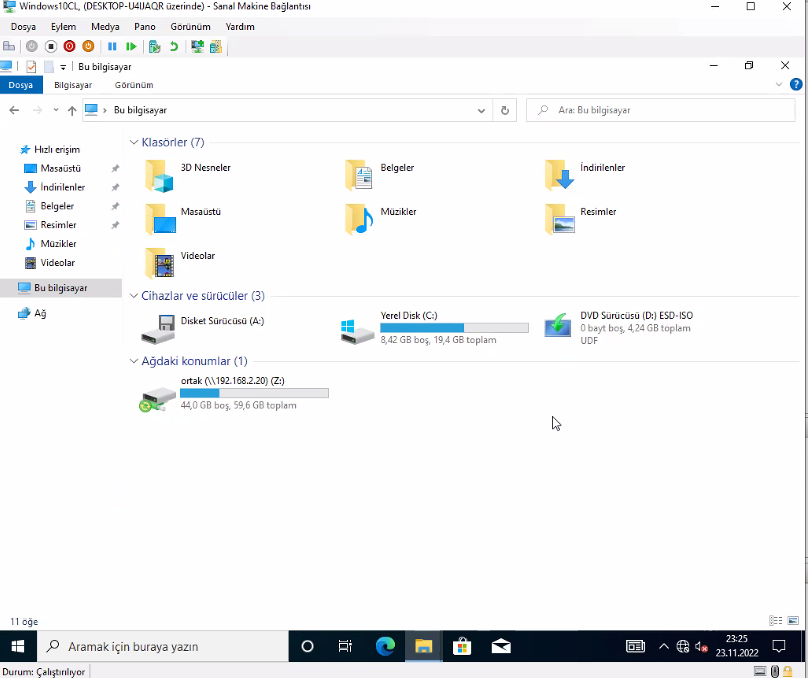 Windows10CL, (DESKTOP-U4IJAQR üzerinde) - Sanal Makine Bağlantısı
Dosya Eylem Medya Pano Görünüm Yardım
Bu bilgisayar
Dosya Bilgisayar Görünüm
Bu bilgisayar
Ara: Bu bilgisayar
Hızlı erişim
Masaüstü
İndirilenler
Belgeler
Resimler
Müzikler
Videolar
Bu bilgisayar
Ağ
Klasörler (7)
3D Nesneler
Belgeler
İndirilenler
Masaüstü
Müzikler
Resimler
Videolar
Cihazlar ve sürücüler (3)
Disket Sürücüsü (A:)
Yerel Disk (C:)
8,42 GB boş, 19,4 GB toplam
DVD Sürücüsü (D:) ESD-ISO
0 bayt boş, 4,24 GB toplam
UDF
Ağdaki konumlar (1)
ortak (\\192.168.2.20) (Z:)
44,0 GB boş, 59,6 GB toplam
11 öğe
Aramak için buraya yazın
23:25
23.11.2022
Durum: Çalıştırılıyor